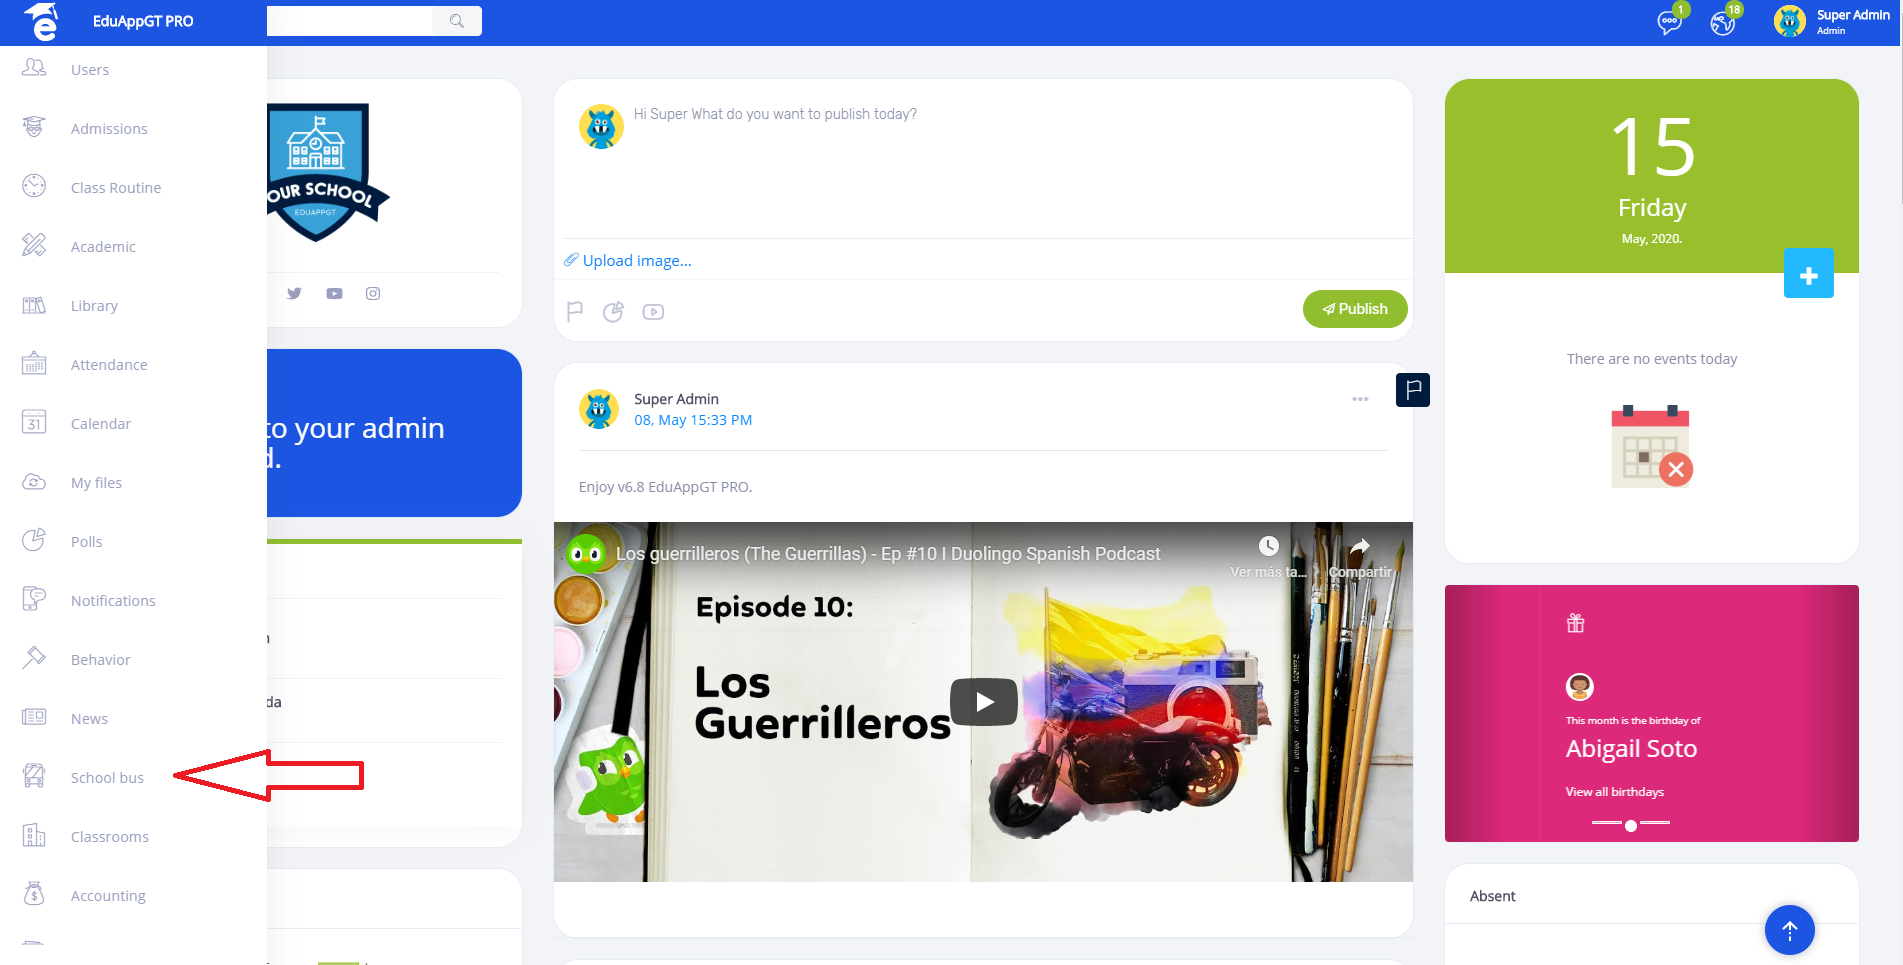 EduAppGT PRO
1
18
Super Admin
Admin
Users
Admissions
Class Routine
Academic
Library
Attendance
Calendar
31
My files
Polls
Notifications
Behavior
News
School bus
Classrooms
Accounting
OUR SCHOOL
EDUAPPGT
to your admin
d.
n
da
Hi Super What do you want to publish today?
Upload image...
Publish
Super Admin
08, May 15:33 PM
Enjoy v6.8 EduAppGT PRO.
Los guerrilleros (The Guerrillas) - Ep #10 I Duolingo Spanish Podcast
Ver más ta...
Compartir
Episode 10:
Los
Guerrilleros
15
Friday
May, 2020.
There are no events today
This month is the birthday of
Abigail Soto
View all birthdays
Absent